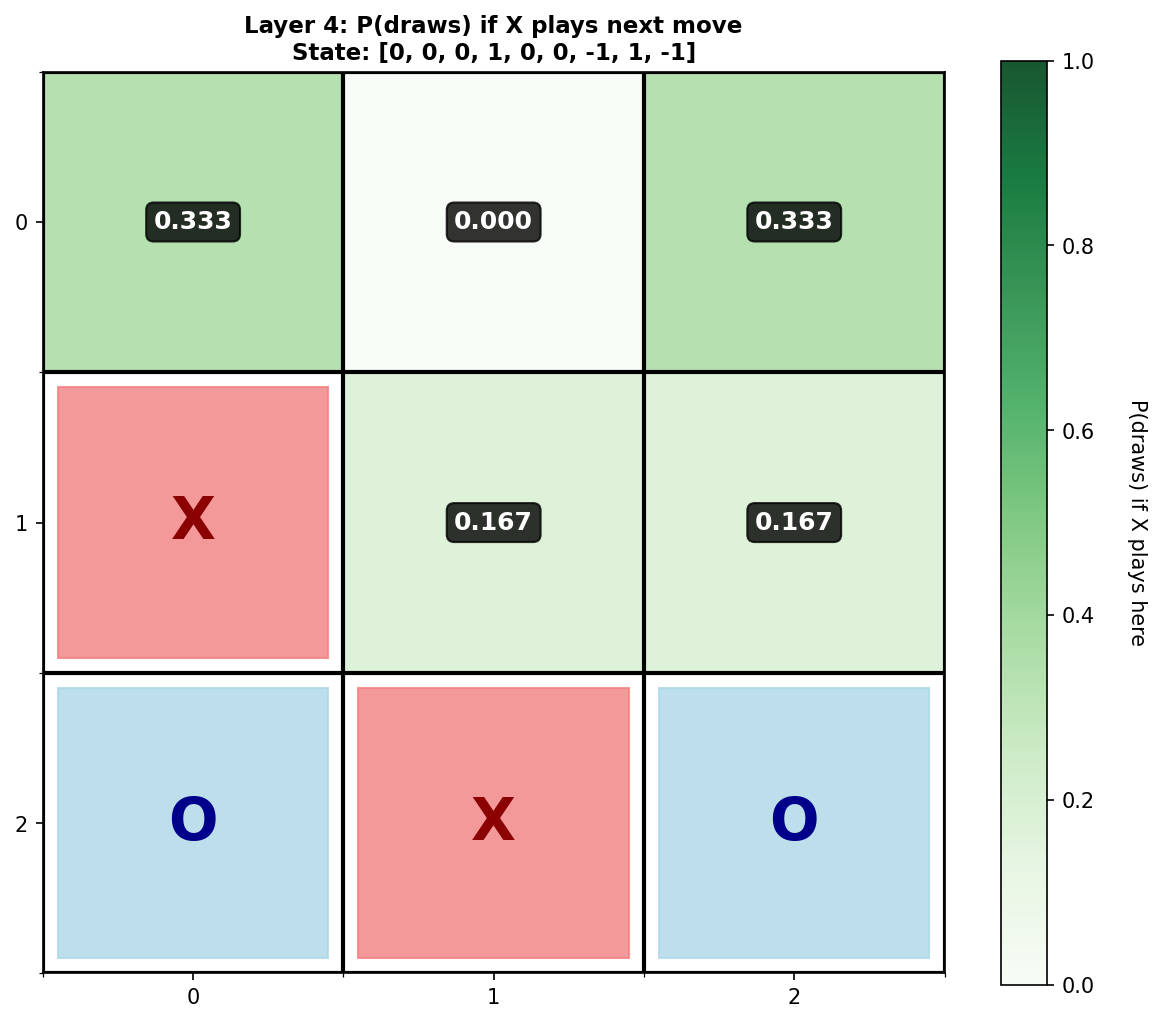 Layer 4: P(draws) if X plays next move
State: [0, 0, 0, 1, 0, 0, -1, 1, -1]
0.333
0.000
0.333
X
0.167
0.167
O
X
O
0
1
2
0
1
2
1.0
0.8
0.6
0.4
0.2
0.0
P(draws) if X plays here